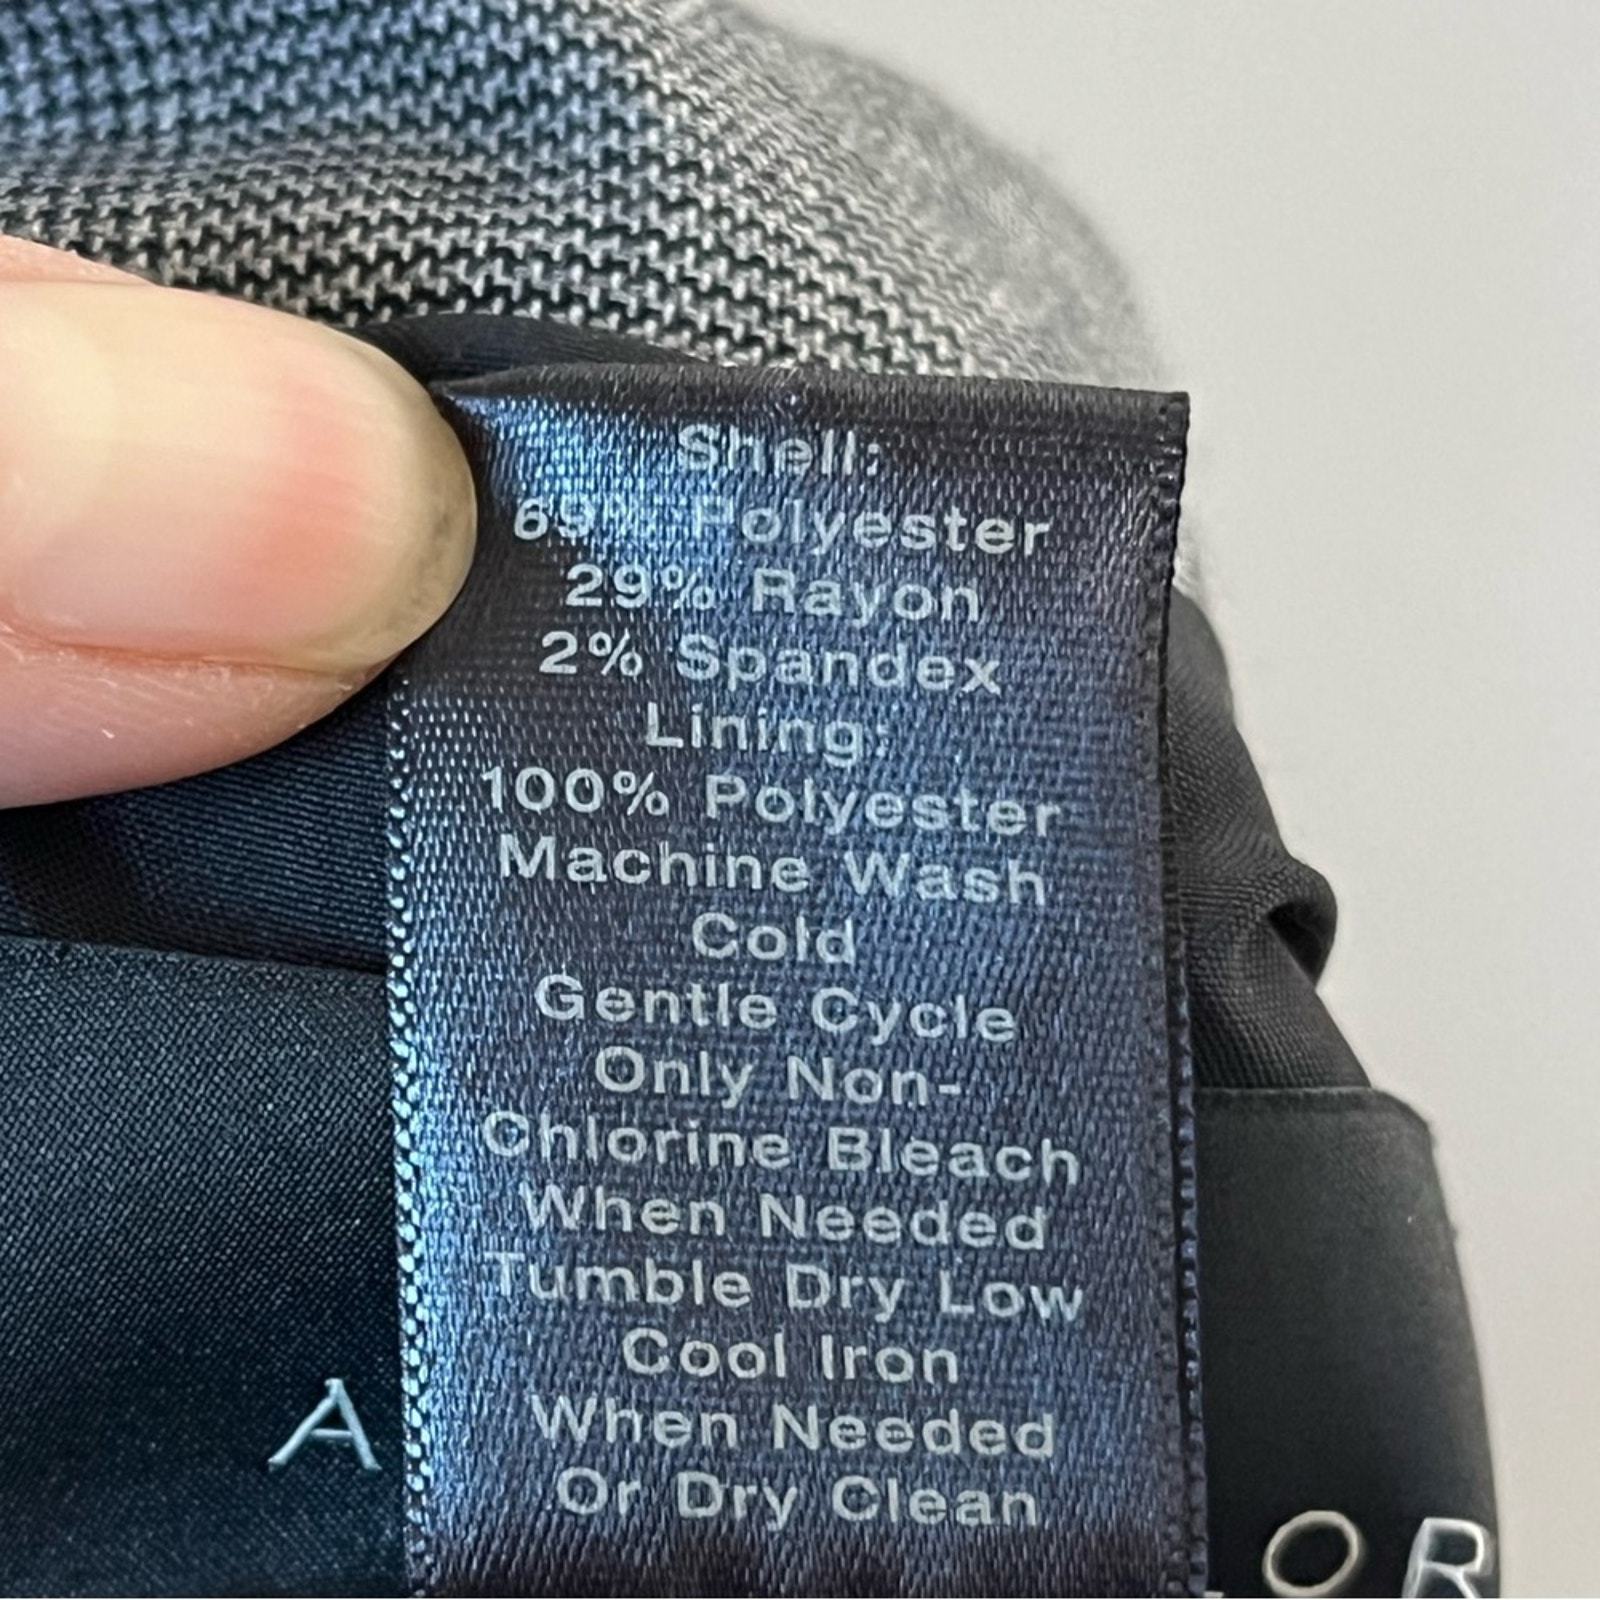 Shell:
69% Polyester
29% Rayon
2% Spandex
Lining:
100% Polyester
Machine Wash
Cold
Gentle Cycle
Only Non-
Chlorine Bleach
When Needed
Tumble Dry Low
Cool Iron
When Needed
Or Dry Clean
A
OR